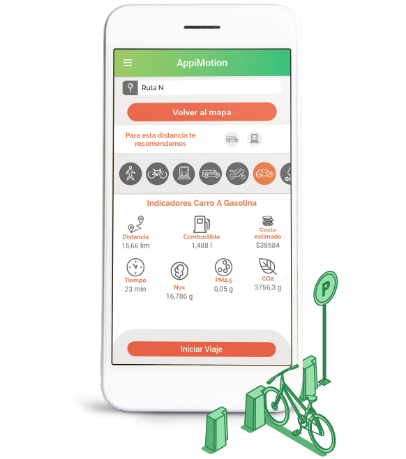 AppiMotion
Ruta N
Volver al mapa
Para esta distancia te
recomendamos
Indicadores Carro A Gasolina
Distancia
15,66 km
Combustible
1,488 l
Costo
estimado
$38584
Tiempo
23 min
Nox
16,786 g
PM2.5
0,05 g
CO2
3756,3 g
Iniciar Viaje
P